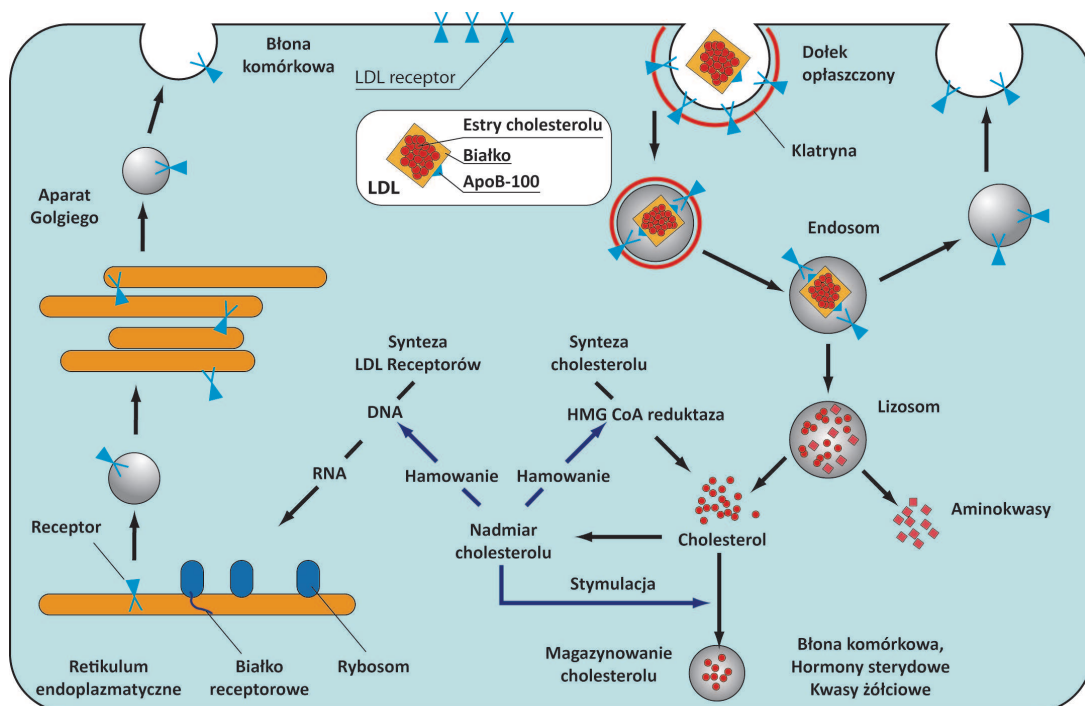 Błona
komórkowa
LDL receptor
Dołek
opłaszczony
Klatryna
Estry cholesterolu
Białko
ApoB-100
LDL
Aparat
Golgiego
Endosom
Synteza
LDL Receptorów
Synteza
cholesterolu
DNA
HMG CoA reduktaza
Lizosom
RNA
Hamowanie
Hamowanie
Aminokwasy
Receptor
Nadmiar
cholesterolu
Cholesterol
Stymulacja
Retikulum
endoplazmatyczne
Białko
receptorowe
Rybosom
Magazynowanie
cholesterolu
Błona komórkowa,
Hormony sterydowe
Kwasy żółciowe